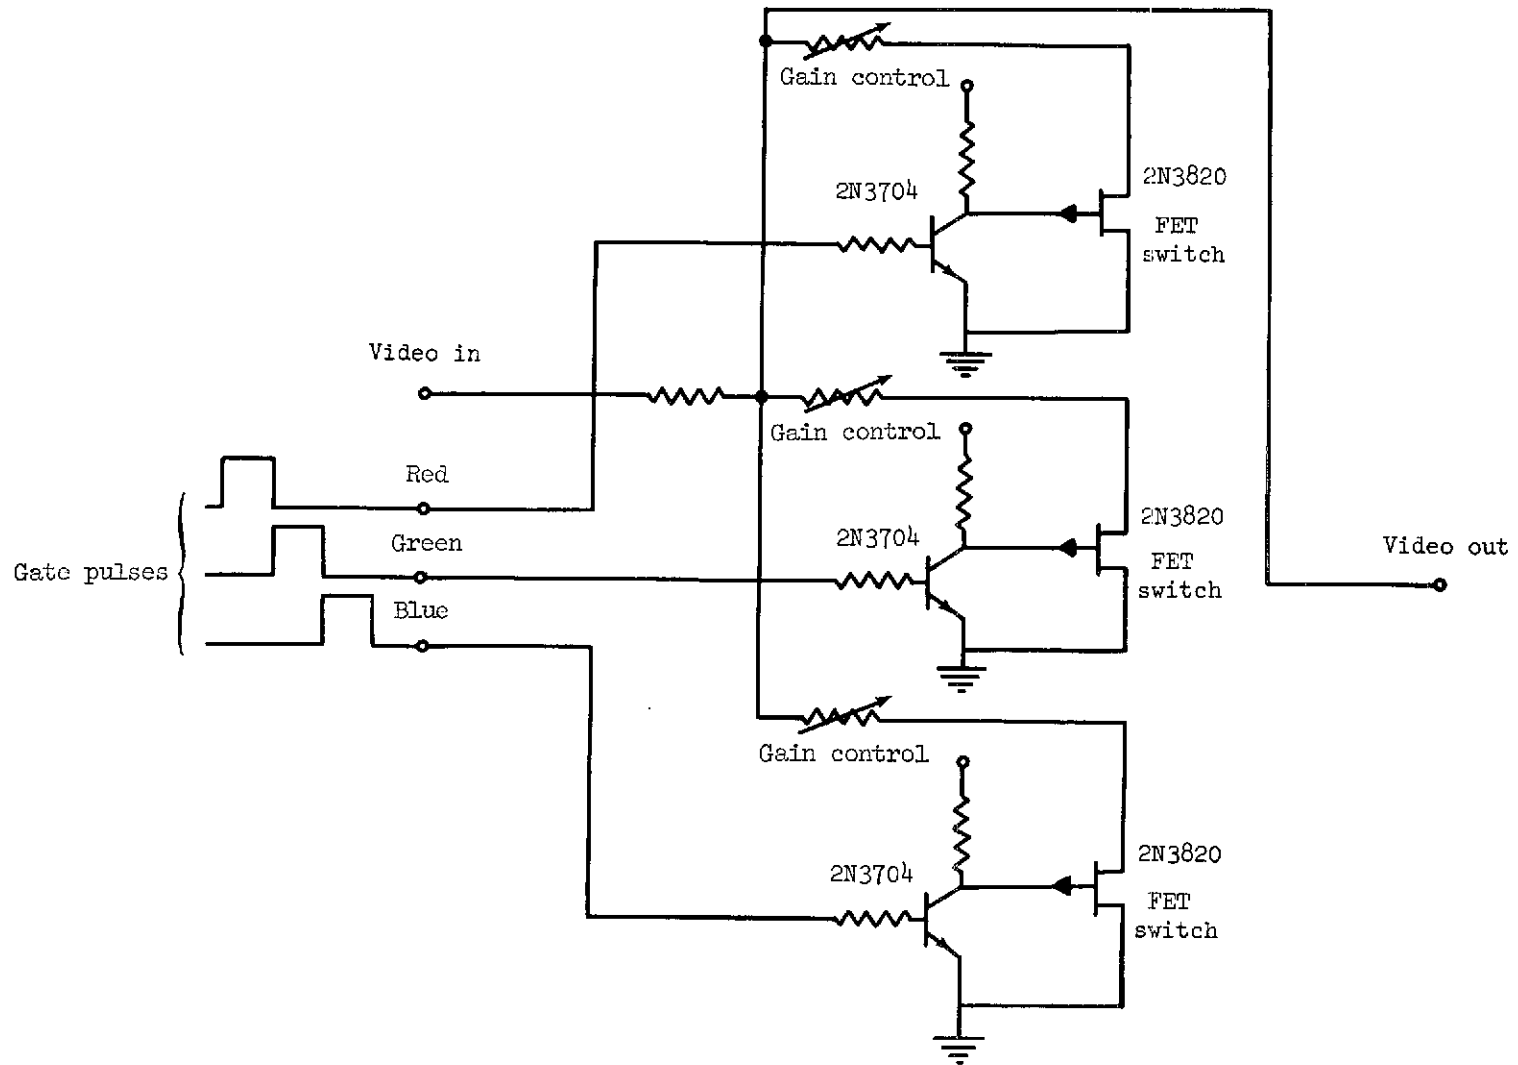 Gain control
2N3704
2N3820
FET
switch
Video in
Gain control
Red
2N3704
2N3820
Green
FET
switch
Video out
Gate pulses
Blue
Gain control
2N3704
2N3820
FET
switch